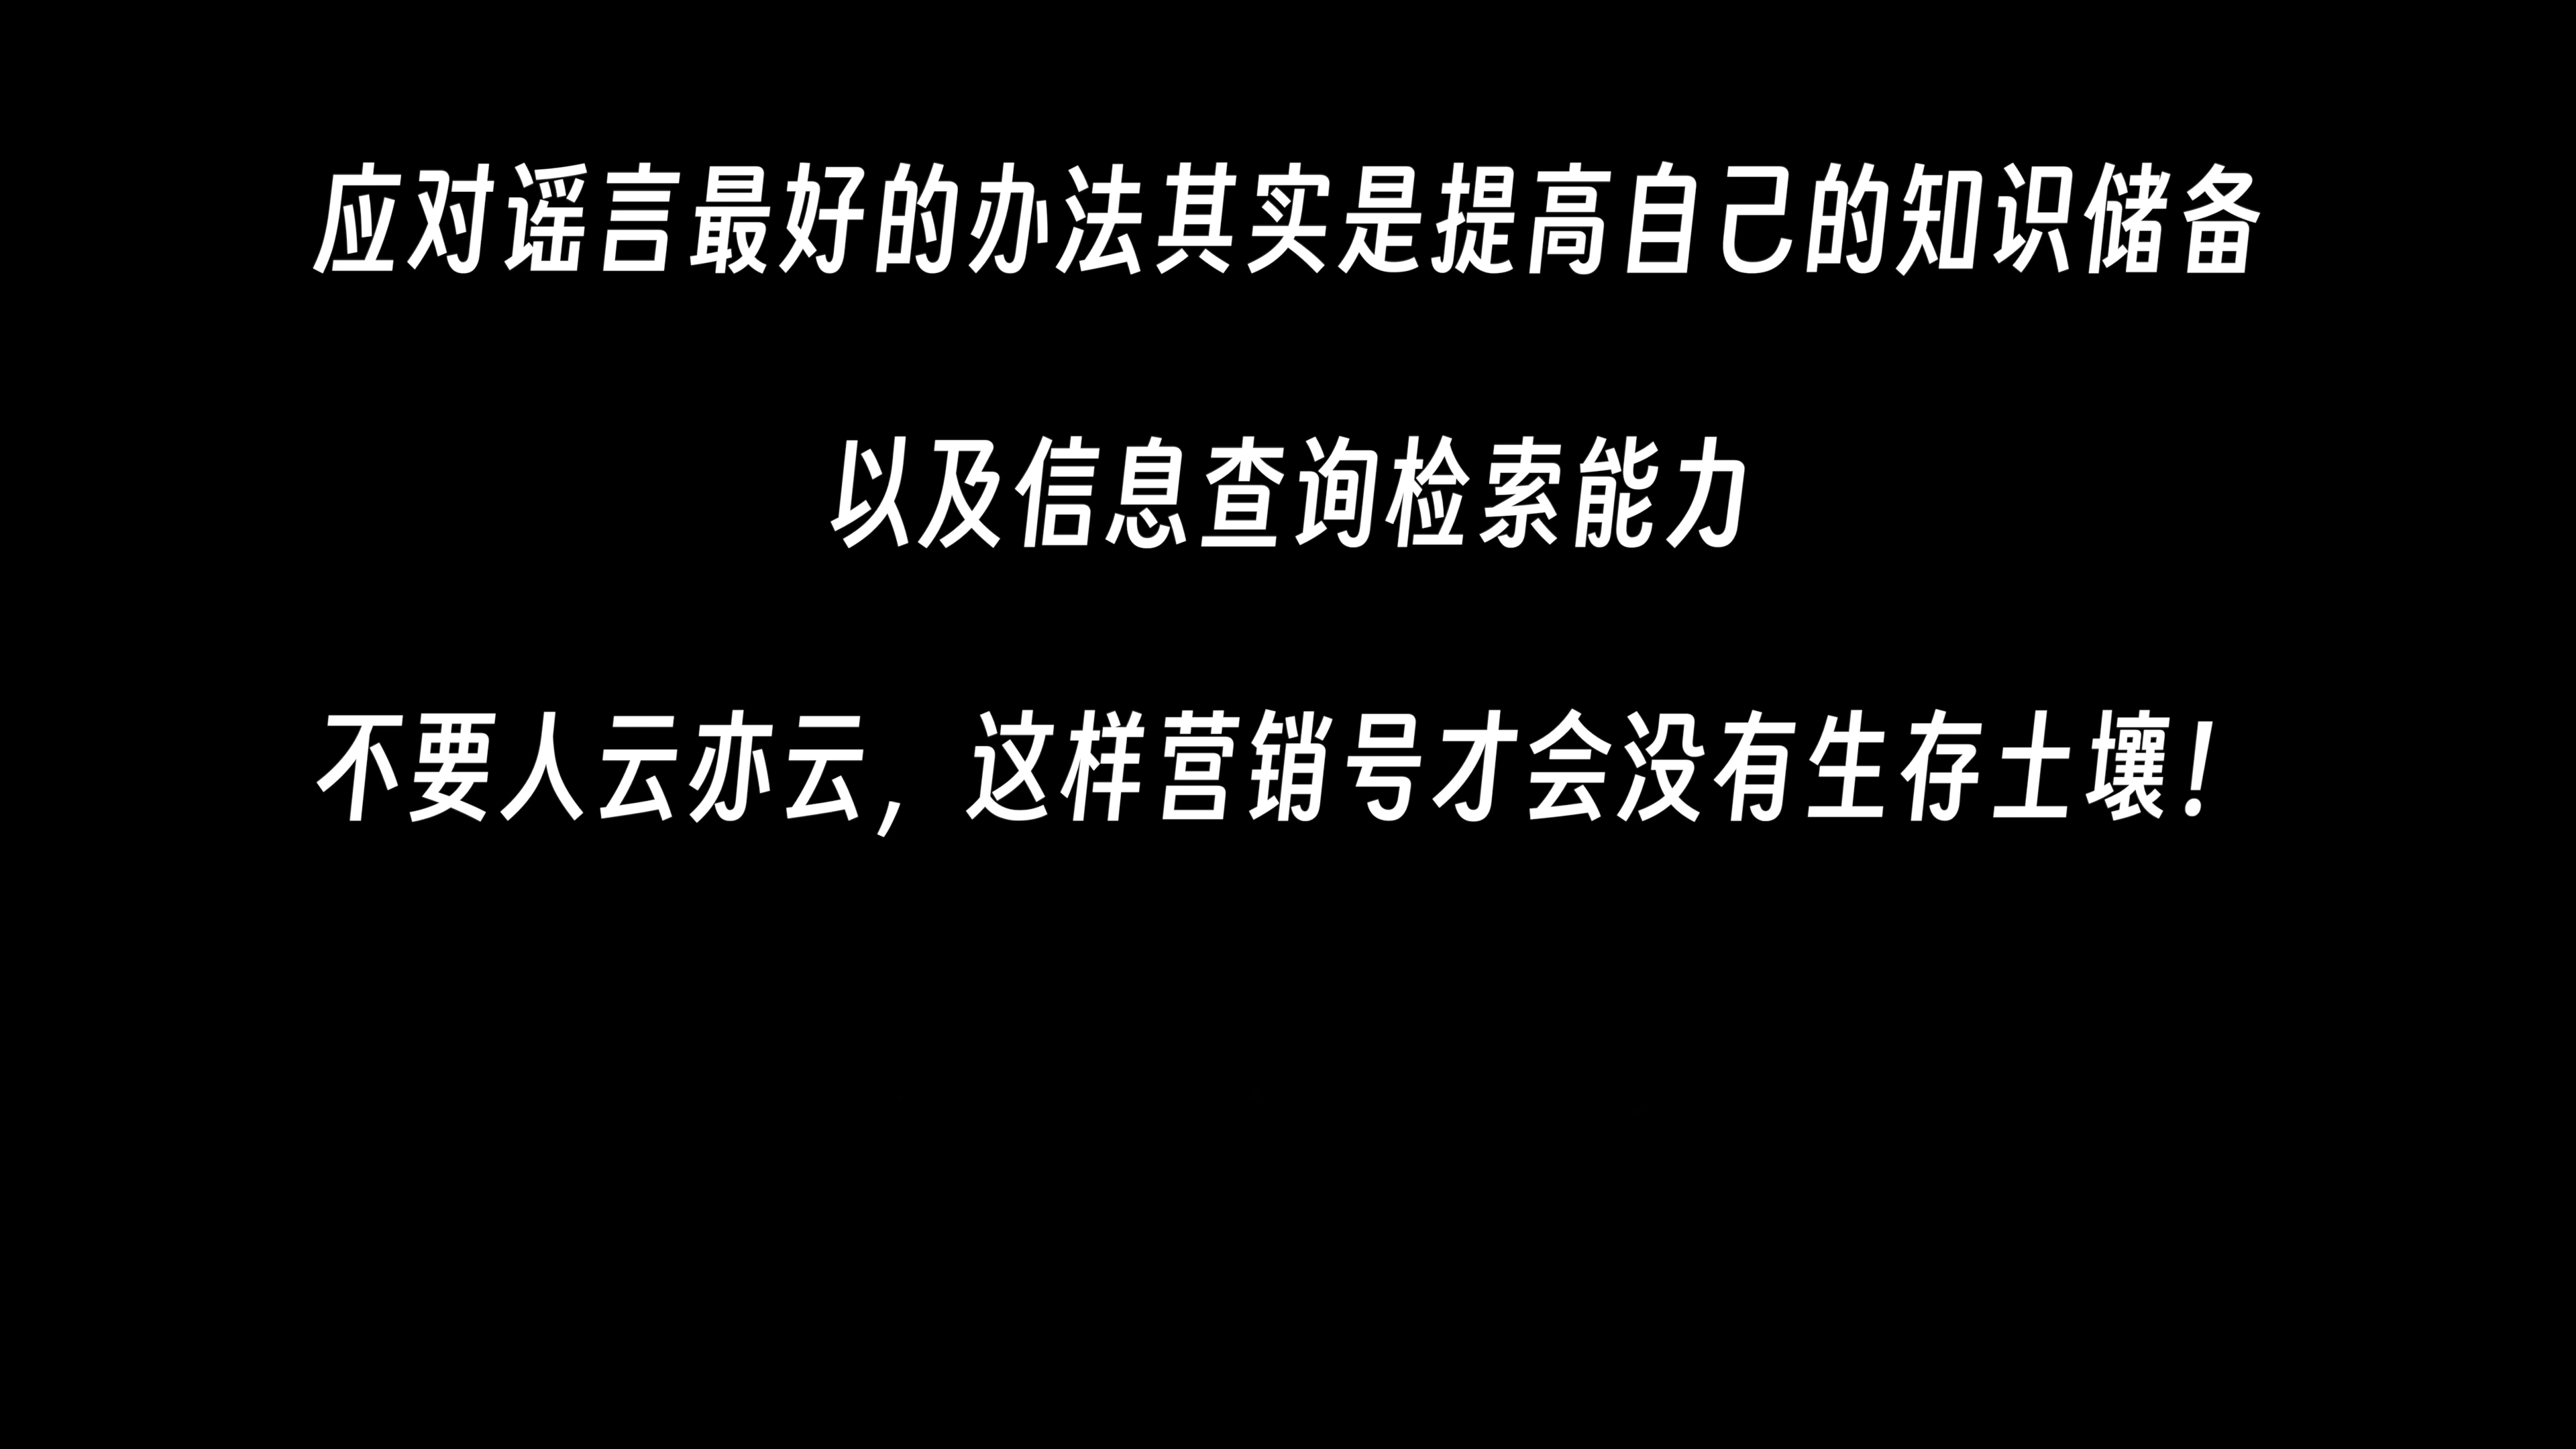 应对谣言最好的办法其实是提高自己的知识储备
以及信息查询检索能力
不要人云亦云，这样营销号才会没有生存土壤！